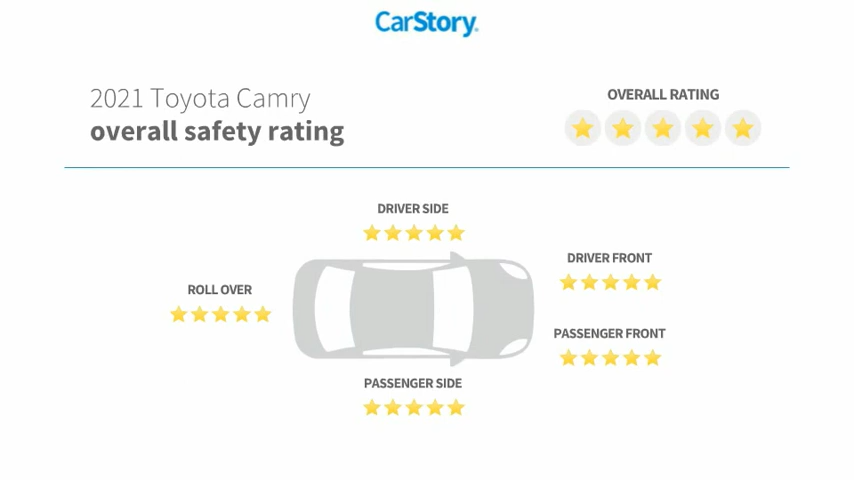 CarStory.
2021 Toyota Camry
overall safety rating
OVERALL RATING
DRIVER SIDE
DRIVER FRONT
ROLL OVER
PASSENGER FRONT
PASSENGER SIDE